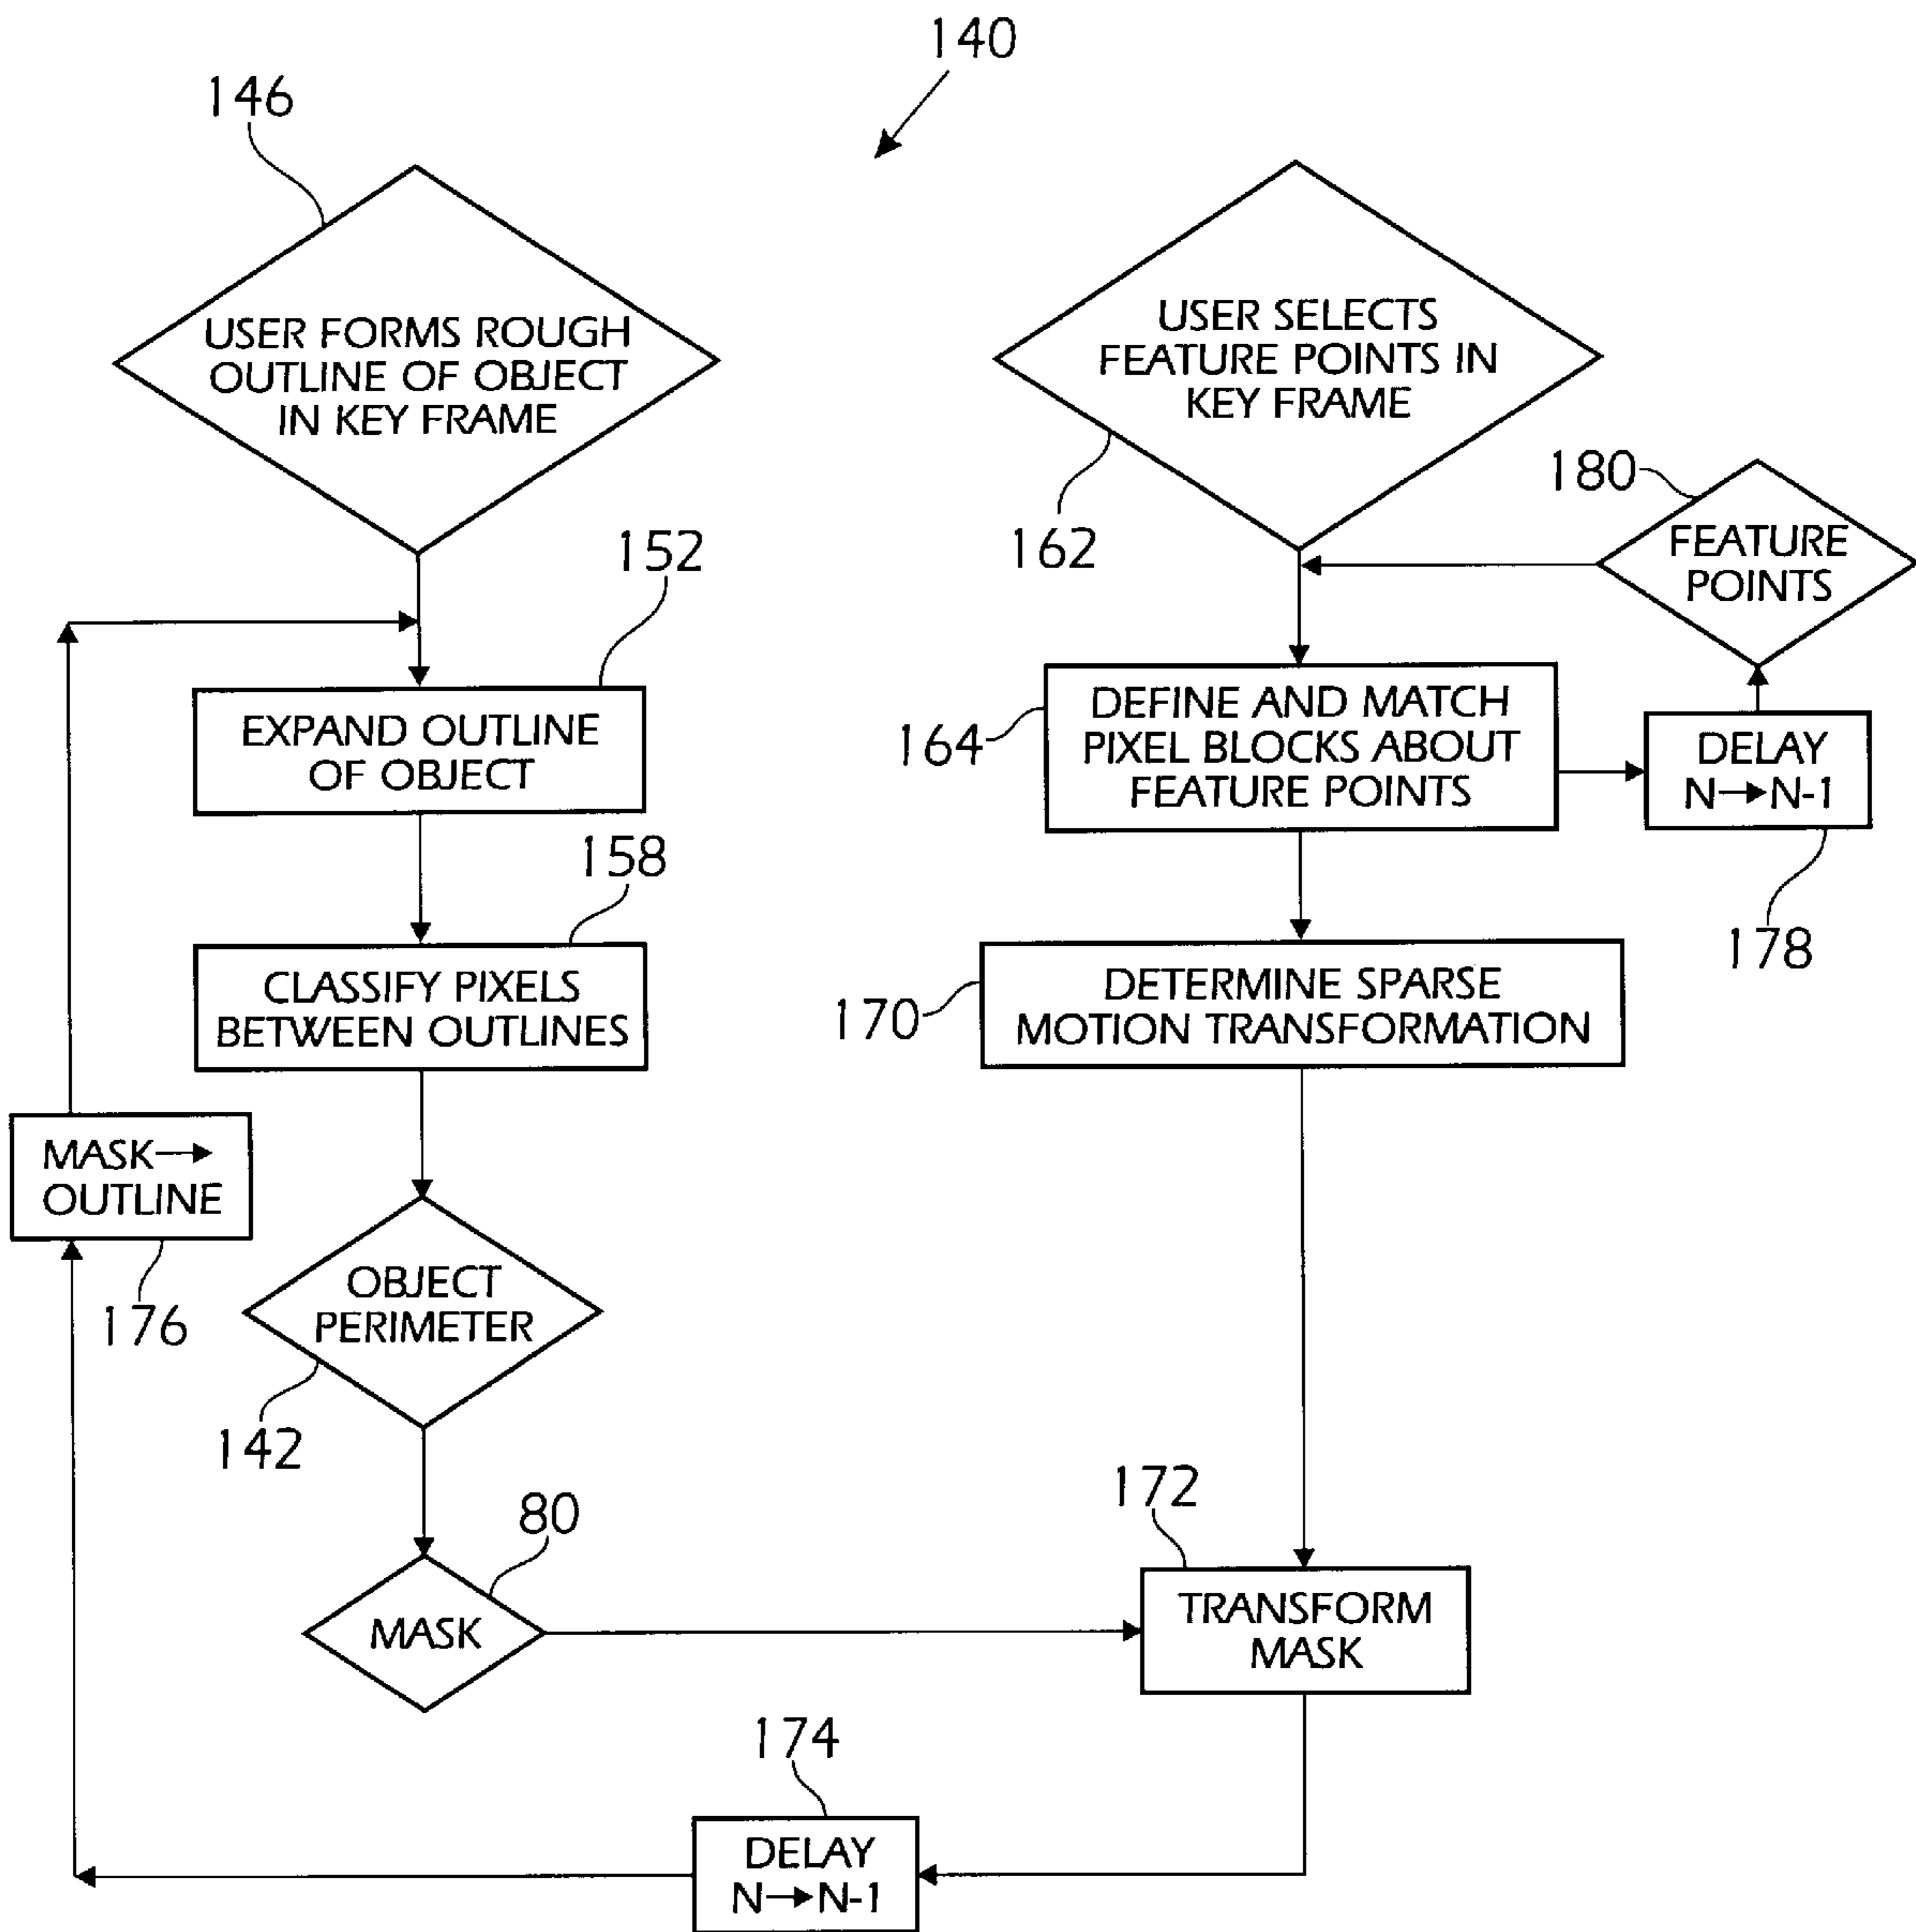 140
146
USER FORMS ROUGH
OUTLINE OF OBJECT
IN KEY FRAME
USER SELECTS
FEATURE POINTS IN
KEY FRAME
162
180
FEATURE
POINTS
152
EXPAND OUTLINE
OF OBJECT
164
DEFINE AND MATCH
PIXEL BLOCKS ABOUT
FEATURE POINTS
DELAY
N→N-1
178
158
CLASSIFY PIXELS
BETWEEN OUTLINES
170
DETERMINE SPARSE
MOTION TRANSFORMATION
MASK→
OUTLINE
176
OBJECT
PERIMETER
142
80
MASK
172
TRANSFORM
MASK
174
DELAY
N→N-1